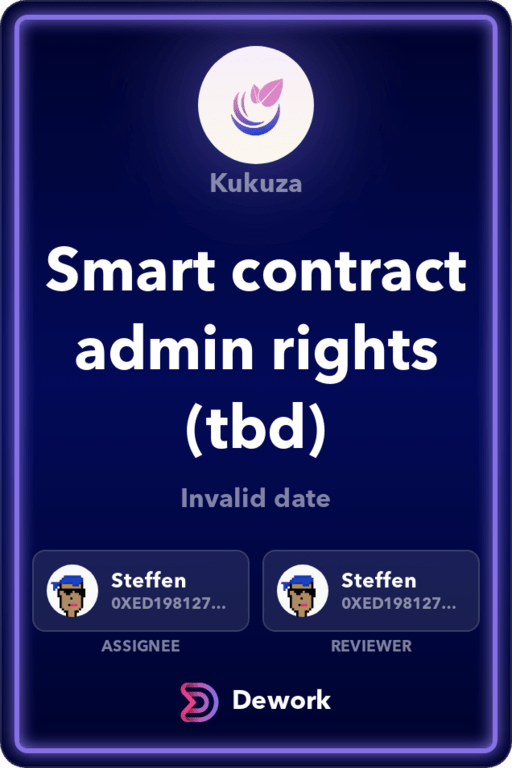 Kukuza
Smart contract
admin rights
(tbd)
Invalid date
Steffen
0XED198127...
ASSIGNEE
Steffen
0XED198127...
REVIEWER
Dework